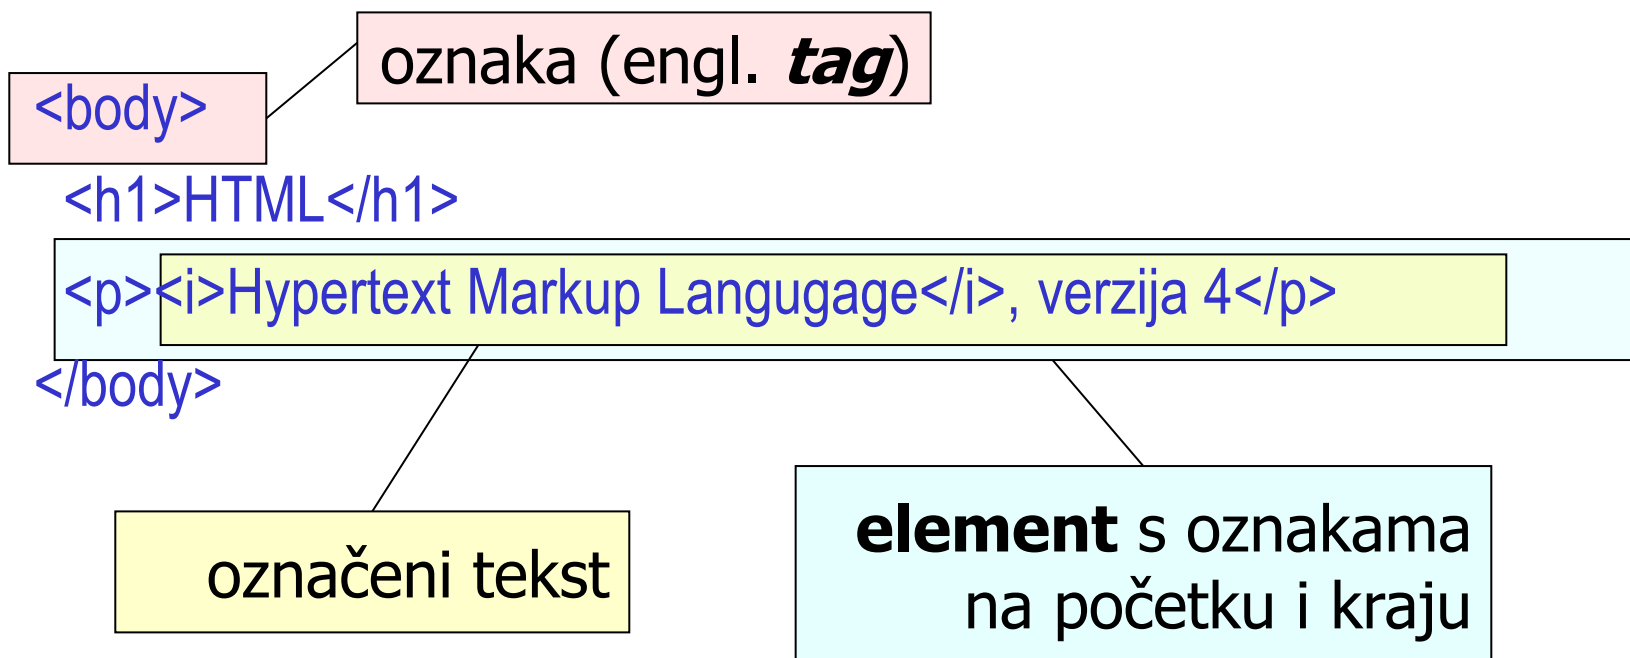 oznaka (engl. tag)
<body>
<h1>HTML</h1>
<p><i>Hypertext Markup Langugage</i>, verzija 4</p>
</body>
označeni tekst
element s oznakama
na početku i kraju